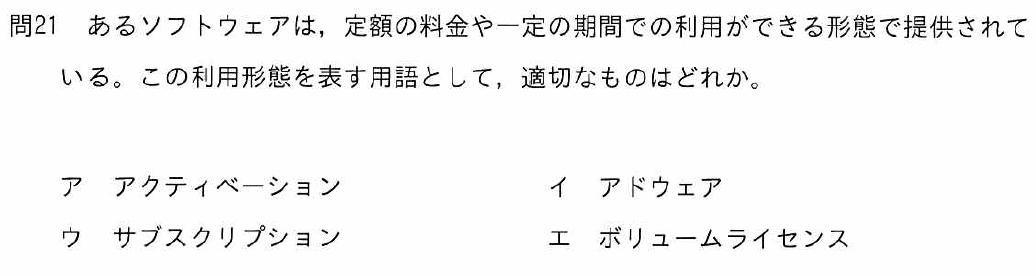 問21 あるソフトウェアは，定額の料金や一定の期間での利用ができる形態で提供されて
いる。この利用形態を表す用語として，適切なものはどれか。
ア アクティベーション イ アドウェア
ウ サブスクリプション エ ボリュームライセンス